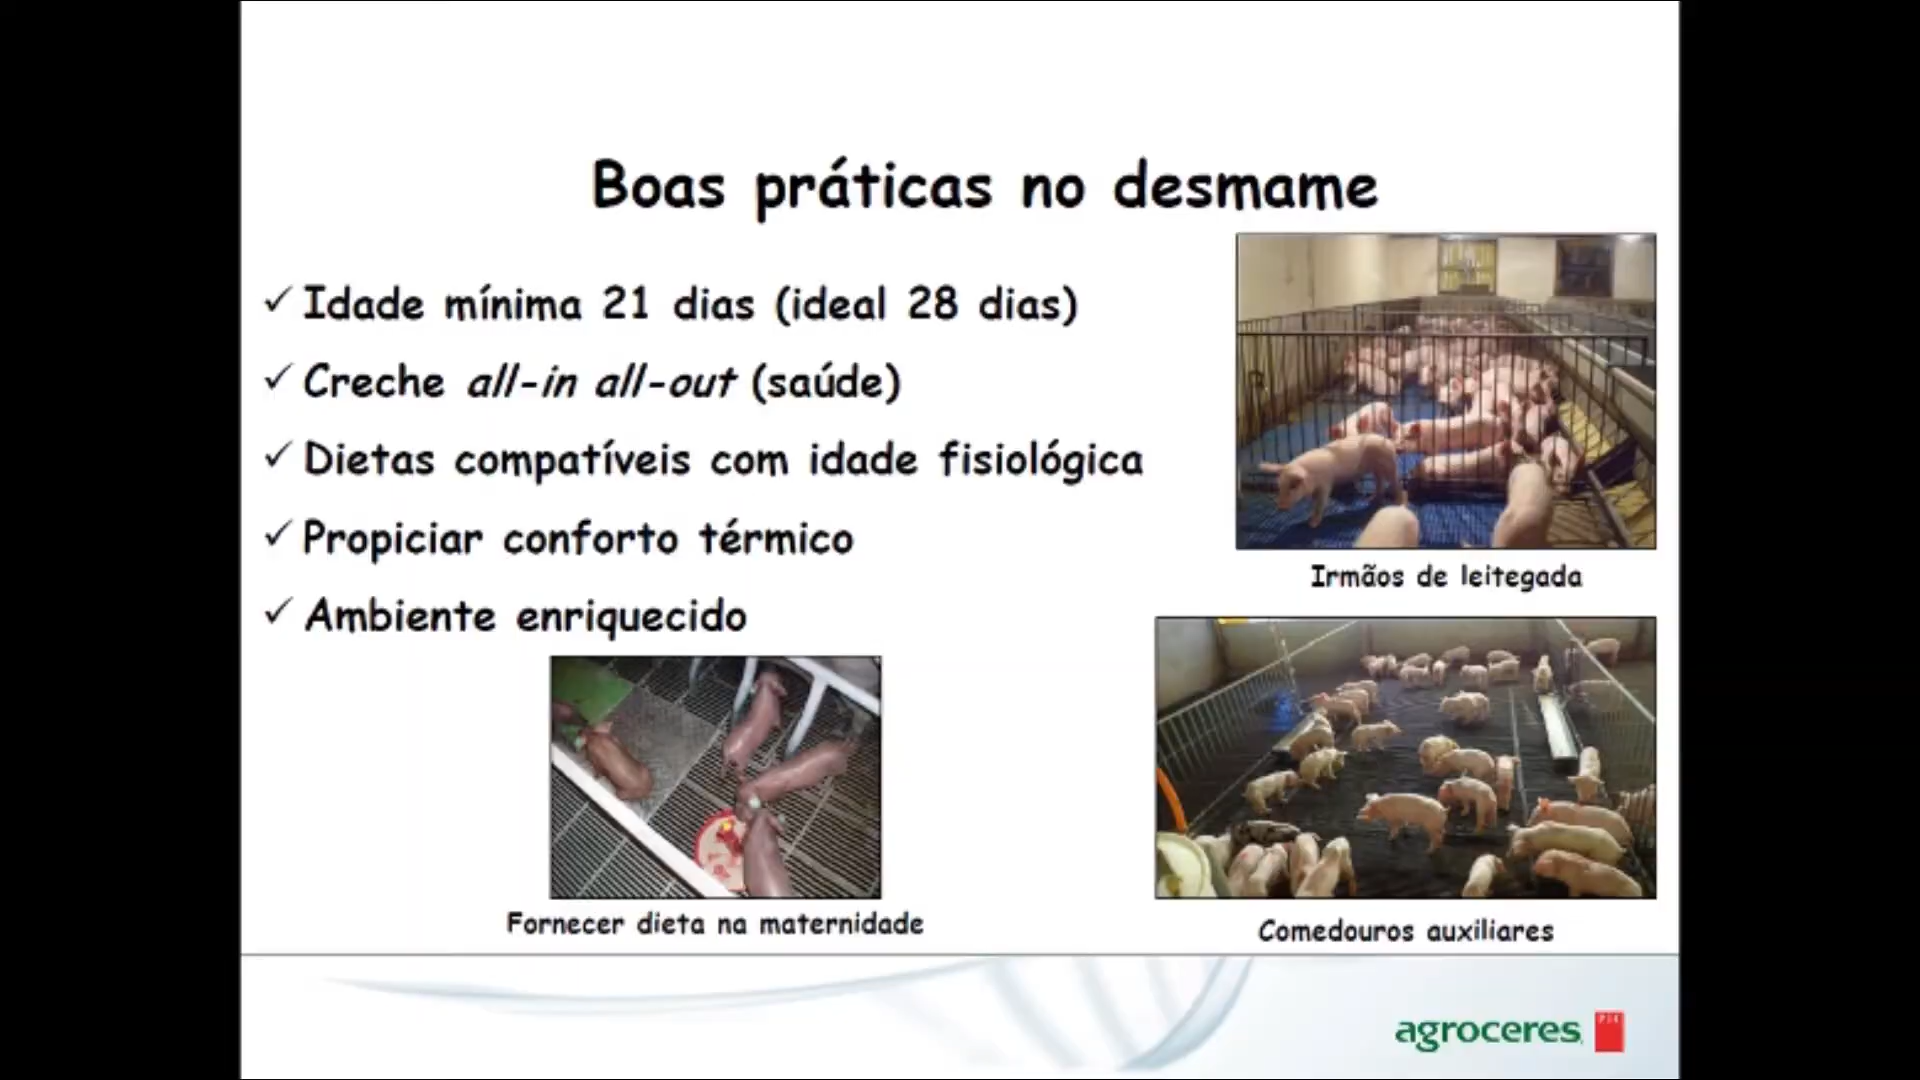 Boas práticas no desmame
✓ Idade mínima 21 dias (ideal 28 dias)
✓ Creche all-in all-out (saúde)
✓ Dietas compatíveis com idade fisiológica
✓ Propiciar conforto térmico
✓ Ambiente enriquecido
Irmãos de leitegada
Fornecer dieta na maternidade
Comedouros auxiliares
agroceres PIC